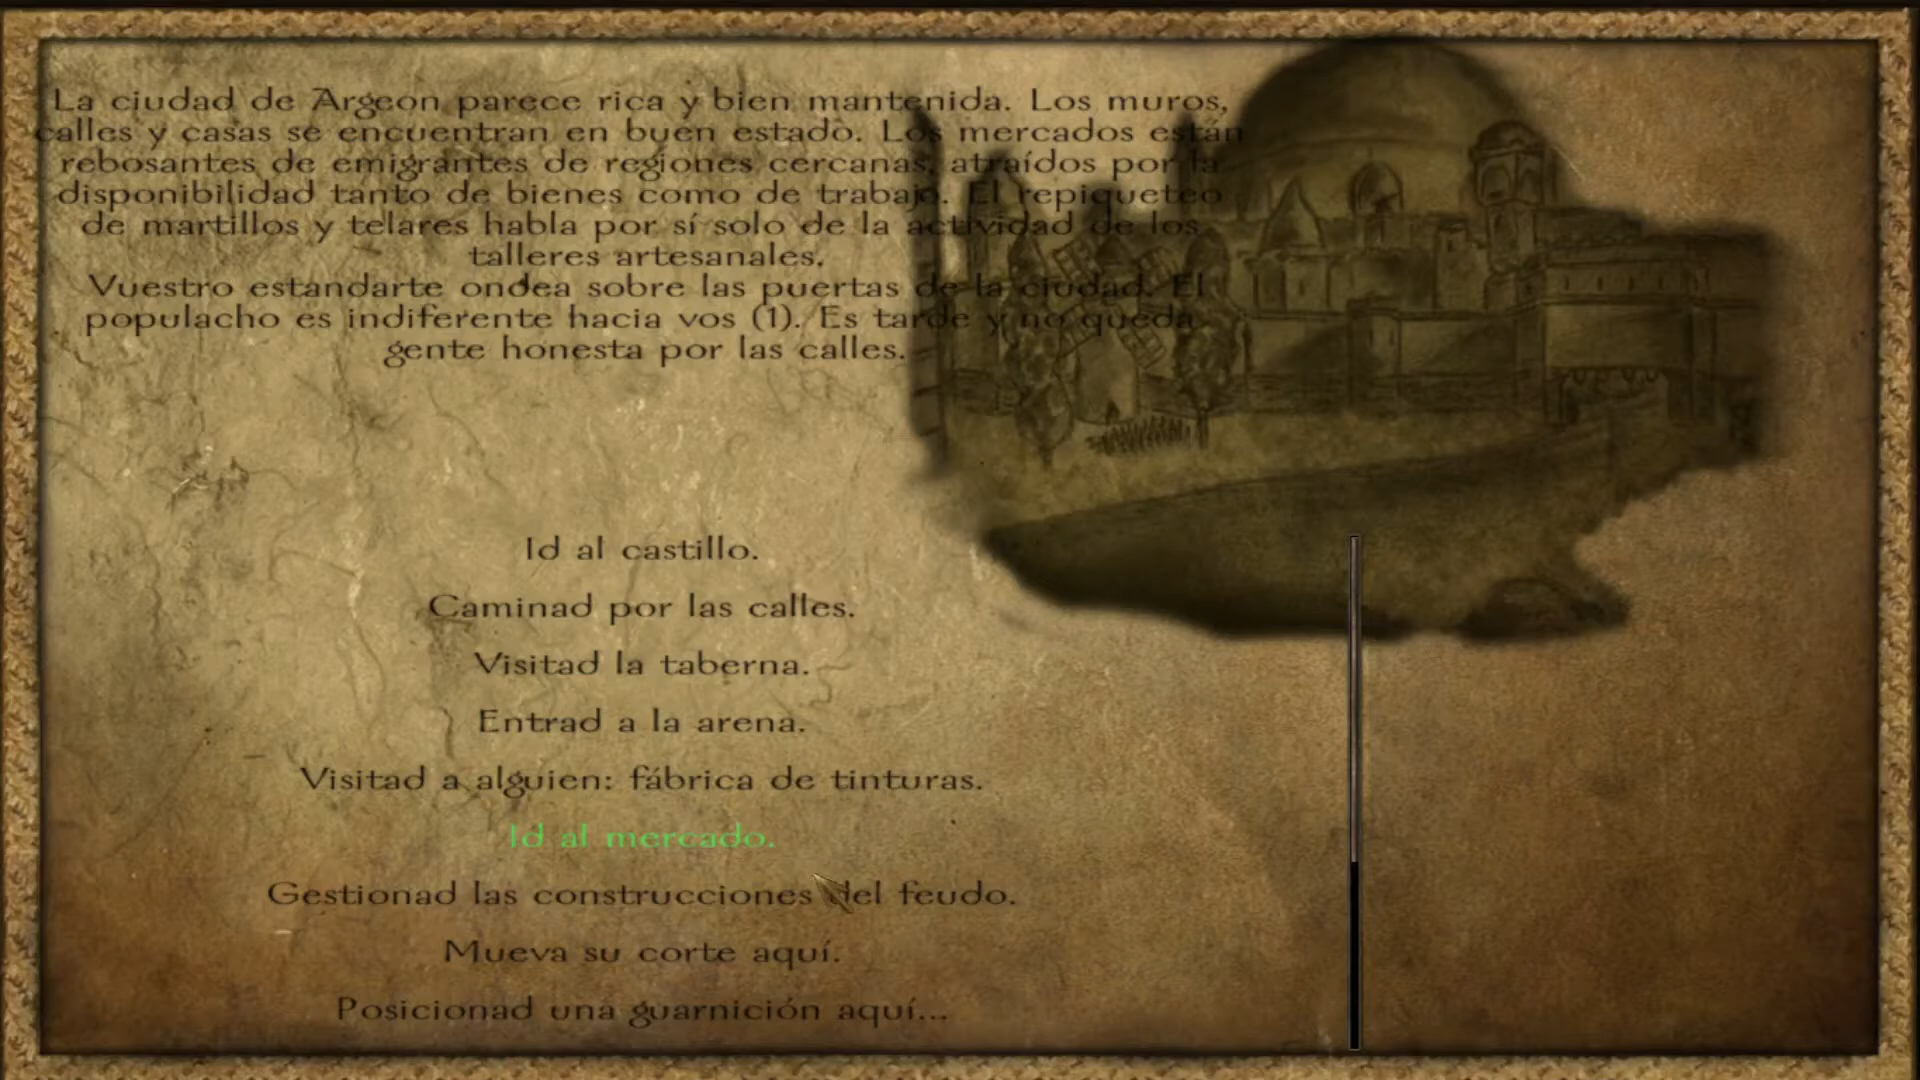 La ciudad de Argeon parece rica y bien mantenida. Los muros,
calles y casas se encuentran en buen estado. Los mercados están
rebosantes de emigrantes de regiones cercanas, atraídos por la
disponibilidad tanto de bienes como de trabajo. El repiqueteo
de martillos y telares habla por sí solo de la actividad de los
talleres artesanales.
Vuestro estandarte ondea sobre las puertas de la ciudad. El
populacho es indiferente hacia vos (1). Es tarde y no queda
gente honesta por las calles.
Id al castillo.
Caminad por las calles.
Visitad la taberna.
Entrad a la arena.
Visitad a alguien: fábrica de tinturas.
Id al mercado.
Gestionad las construcciones del feudo.
Mueva su corte aquí.
Posicionad una guarnición aquí...